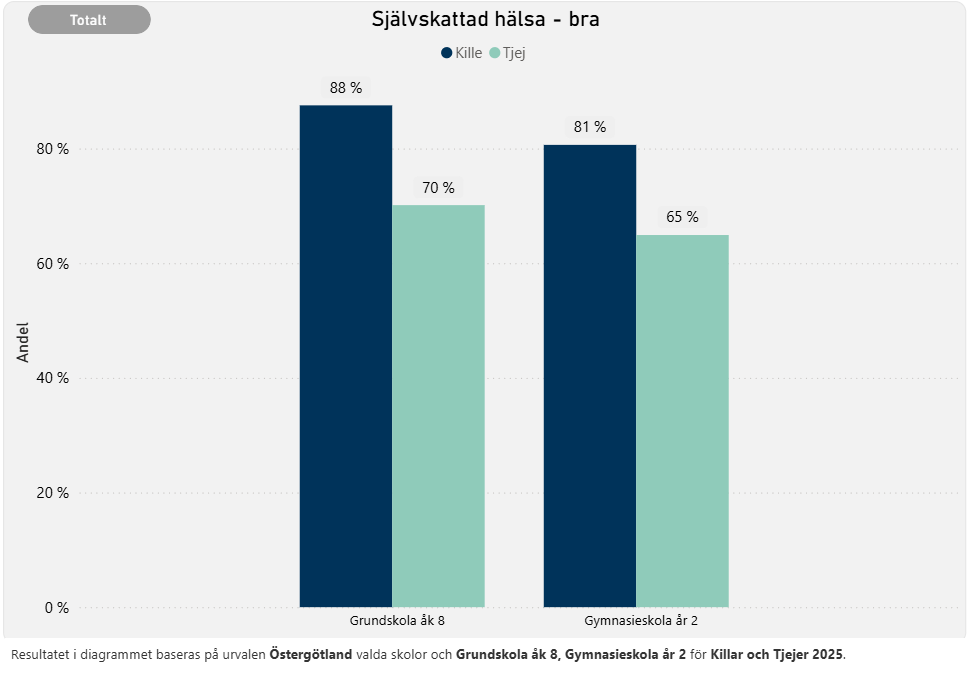 Totalt
Självskattad hälsa - bra
Kille Tjej
88 %
81 %
80 %
70 %
65 %
60 %
Andel
40 %
20 %
0 %
Grundskola åk 8 Gymnasieskola år 2
Resultatet i diagrammet baseras på urvalen Östergötland valda skolor och Grundskola åk 8, Gymnasieskola år 2 för Killar och Tjejer 2025.